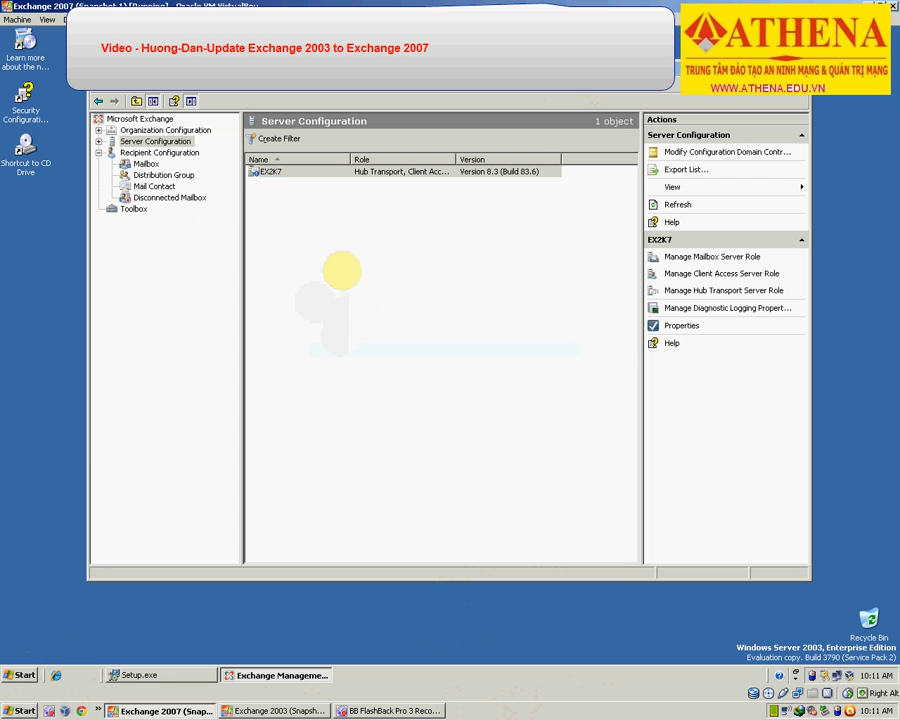 Exchange 2007 (Snapshot 1) [Running] - Oracle VM VirtualBox
Machine View
Video - Huong-Dan-Update Exchange 2003 to Exchange 2007
ATHENA
TRUNG TÂM ĐÀO TẠO AN NINH MẠNG & QUẢN TRỊ MẠNG
WWW.ATHENA.EDU.VN
Learn more
about the n...
Security
Configurati...
Shortcut to CD
Drive
Microsoft Exchange
Organization Configuration
Server Configuration
Recipient Configuration
Mailbox
Distribution Group
Mail Contact
Disconnected Mailbox
Toolbox
Server Configuration 1 object
Create Filter
Name Role Version
EX2K7 Hub Transport, Client Acc... Version 8.3 (Build 83.6)
Actions
Server Configuration
Modify Configuration Domain Contr...
Export List...
View
Refresh
Help
EX2K7
Manage Mailbox Server Role
Manage Client Access Server Role
Manage Hub Transport Server Role
Manage Diagnostic Logging Propert...
Properties
Help
Recycle Bin
Windows Server 2003, Enterprise Edition
Evaluation copy. Build 3790 (Service Pack 2)
Start Setup.exe Exchange Manageme... 10:11 AM
Right Alt
Start Exchange 2007 (Snap... Exchange 2003 (Snapsh... BB FlashBack Pro 3 Reco... 10:11 AM